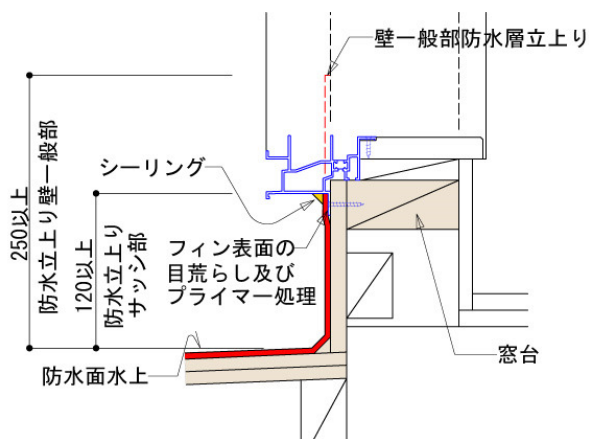 壁一般部防水層立上り
シーリング
250以上
防水立上り壁一般部
120以上
防水立上り
サッシ部
フィン表面の
目荒らし及び
プライマー処理
窓台
防水面水上